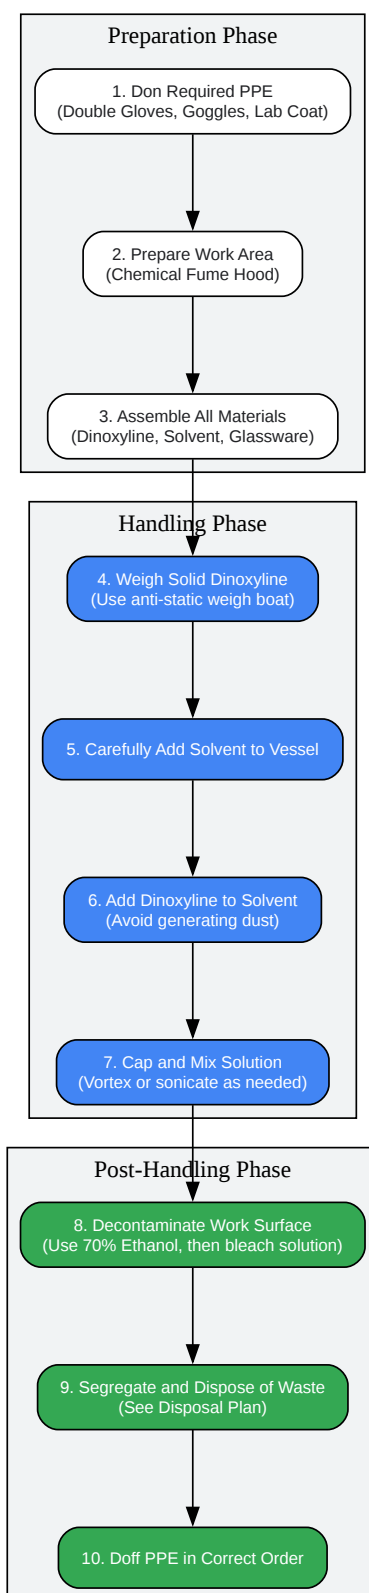 Preparation Phase
1. Don Required PPE
(Double Gloves, Goggles, Lab Coat)
2. Prepare Work Area
(Chemical Fume Hood)
3. Assemble All Materials
(Dinoxyline, Solvent, Glassware)
Handling Phase
4. Weigh Solid Dinoxyline
(Use anti-static weigh boat)
5. Carefully Add Solvent to Vessel
6. Add Dinoxyline to Solvent
(Avoid generating dust)
7. Cap and Mix Solution
(Vortex or sonicate as needed)
Post-Handling Phase
8. Decontaminate Work Surface
(Use 70% Ethanol, then bleach solution)
9. Segregate and Dispose of Waste
(See Disposal Plan)
10. Doff PPE in Correct Order